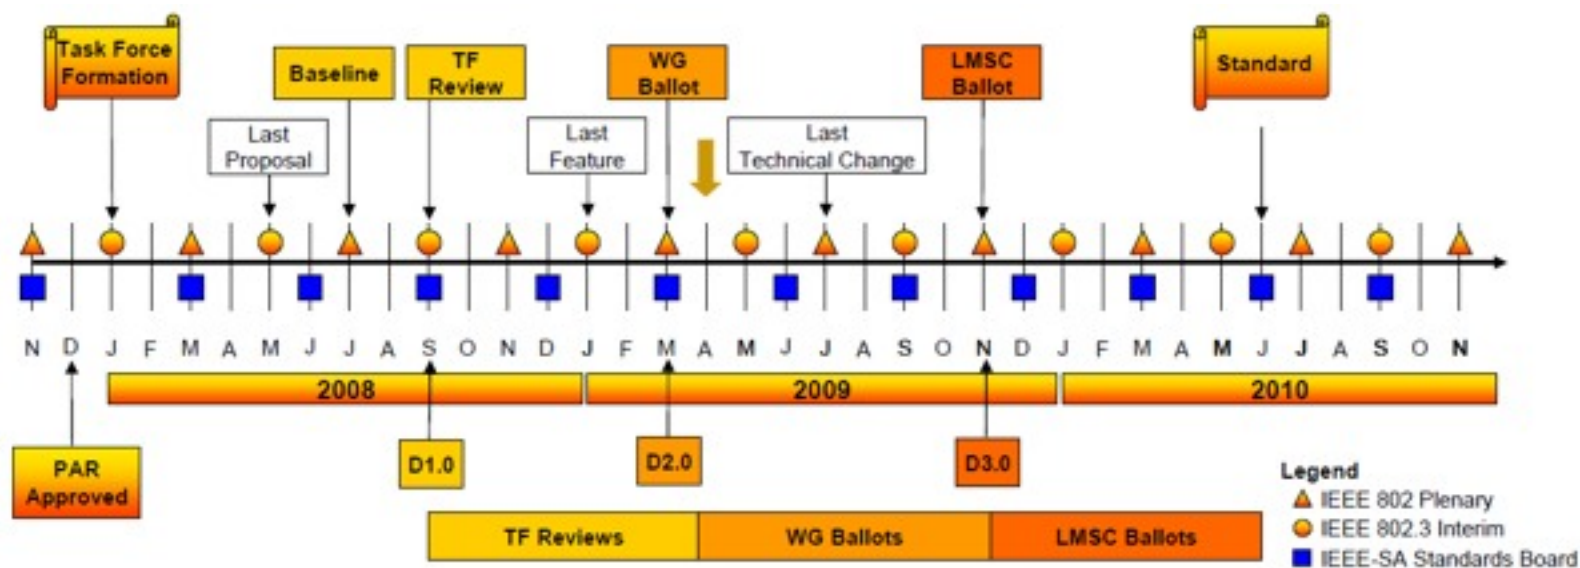 Task Force
Formation
Baseline
TF
Review
WG
Ballot
LMSC
Ballot
Standard
Last
Proposal
Last
Feature
Last
Technical Change
N D J F M A M J J A S O N D J F M A M J J A S O N D J F M A M J J A S O N
2008 2009 2010
PAR
Approved
D1.0
D2.0
D3.0
TF Reviews WG Ballots LMSC Ballots
Legend
IEEE 802 Plenary
IEEE 802.3 Interim
IEEE-SA Standards Board